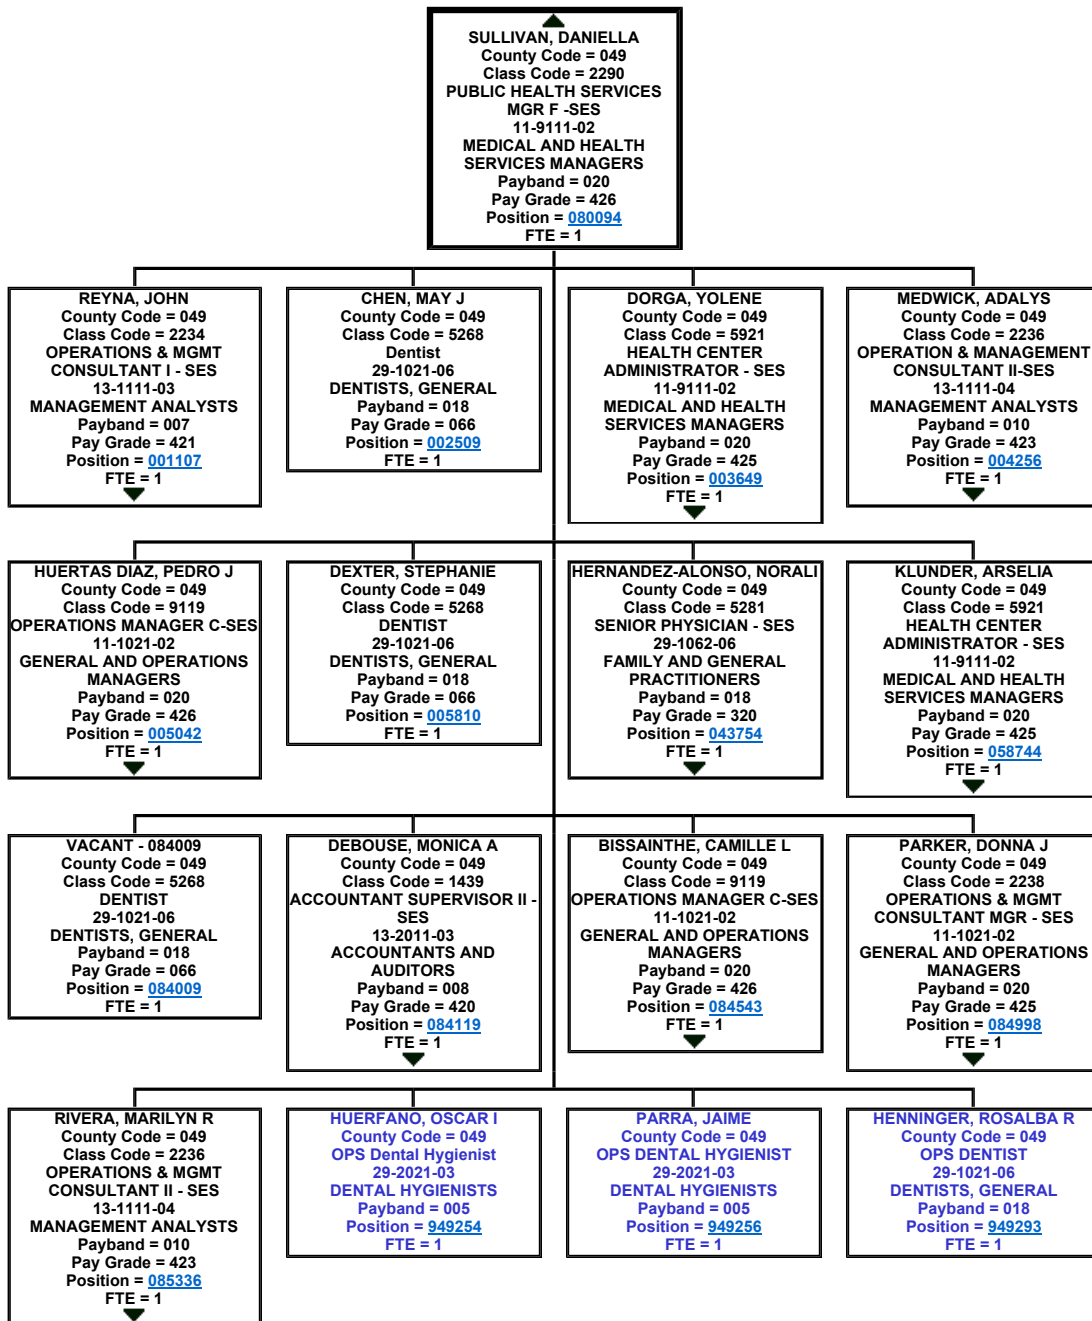 SULLIVAN, DANIELLA
County Code = 049
Class Code = 2290
PUBLIC HEALTH SERVICES
MGR F -SES
11-9111-02
MEDICAL AND HEALTH
SERVICES MANAGERS
Payband = 020
Pay Grade = 426
Position = 080094
FTE = 1
REYNA, JOHN
County Code = 049
Class Code = 2234
OPERATIONS & MGMT
CONSULTANT I - SES
13-1111-03
MANAGEMENT ANALYSTS
Payband = 007
Pay Grade = 421
Position = 001107
FTE = 1
CHEN, MAY J
County Code = 049
Class Code = 5268
Dentist
29-1021-06
DENTISTS, GENERAL
Payband = 018
Pay Grade = 066
Position = 002509
FTE = 1
DORGA, YOLENE
County Code = 049
Class Code = 5921
HEALTH CENTER
ADMINISTRATOR - SES
11-9111-02
MEDICAL AND HEALTH
SERVICES MANAGERS
Payband = 020
Pay Grade = 425
Position = 003649
FTE = 1
MEDWICK, ADALYS
County Code = 049
Class Code = 2236
OPERATION & MANAGEMENT
CONSULTANT II-SES
13-1111-04
MANAGEMENT ANALYSTS
Payband = 010
Pay Grade = 423
Position = 004256
FTE = 1
HUERTAS DIAZ, PEDRO J
County Code = 049
Class Code = 9119
OPERATIONS MANAGER C-SES
11-1021-02
GENERAL AND OPERATIONS
MANAGERS
Payband = 020
Pay Grade = 426
Position = 005042
FTE = 1
DEXTER, STEPHANIE
County Code = 049
Class Code = 5268
DENTIST
29-1021-06
DENTISTS, GENERAL
Payband = 018
Pay Grade = 066
Position = 005810
FTE = 1
HERNANDEZ-ALONSO, NORALI
County Code = 049
Class Code = 5281
SENIOR PHYSICIAN - SES
29-1062-06
FAMILY AND GENERAL
PRACTITIONERS
Payband = 018
Pay Grade = 320
Position = 043754
FTE = 1
KLUNDER, ARSELIA
County Code = 049
Class Code = 5921
HEALTH CENTER
ADMINISTRATOR - SES
11-9111-02
MEDICAL AND HEALTH
SERVICES MANAGERS
Payband = 020
Pay Grade = 425
Position = 058744
FTE = 1
VACANT - 084009
County Code = 049
Class Code = 5268
DENTIST
29-1021-06
DENTISTS, GENERAL
Payband = 018
Pay Grade = 066
Position = 084009
FTE = 1
DEBOUSE, MONICA A
County Code = 049
Class Code = 1439
ACCOUNTANT SUPERVISOR II -
SES
13-2011-03
ACCOUNTANTS AND
AUDITORS
Payband = 008
Pay Grade = 420
Position = 084119
FTE = 1
BISSAINTHE, CAMILLE L
County Code = 049
Class Code = 9119
OPERATIONS MANAGER C-SES
11-1021-02
GENERAL AND OPERATIONS
MANAGERS
Payband = 020
Pay Grade = 426
Position = 084543
FTE = 1
PARKER, DONNA J
County Code = 049
Class Code = 2238
OPERATIONS & MGMT
CONSULTANT MGR - SES
11-1021-02
GENERAL AND OPERATIONS
MANAGERS
Payband = 020
Pay Grade = 425
Position = 084998
FTE = 1
RIVERA, MARILYN R
County Code = 049
Class Code = 2236
OPERATIONS & MGMT
CONSULTANT II - SES
13-1111-04
MANAGEMENT ANALYSTS
Payband = 010
Pay Grade = 423
Position = 085336
FTE = 1
HUERFANO, OSCAR I
County Code = 049
OPS Dental Hygienist
29-2021-03
DENTAL HYGIENISTS
Payband = 005
Position = 949254
FTE = 1
PARRA, JAIME
County Code = 049
OPS DENTAL HYGIENIST
29-2021-03
DENTAL HYGIENISTS
Payband = 005
Position = 949256
FTE = 1
HENNINGER, ROSALBA R
County Code = 049
OPS DENTIST
29-1021-06
DENTISTS, GENERAL
Payband = 018
Position = 949293
FTE = 1